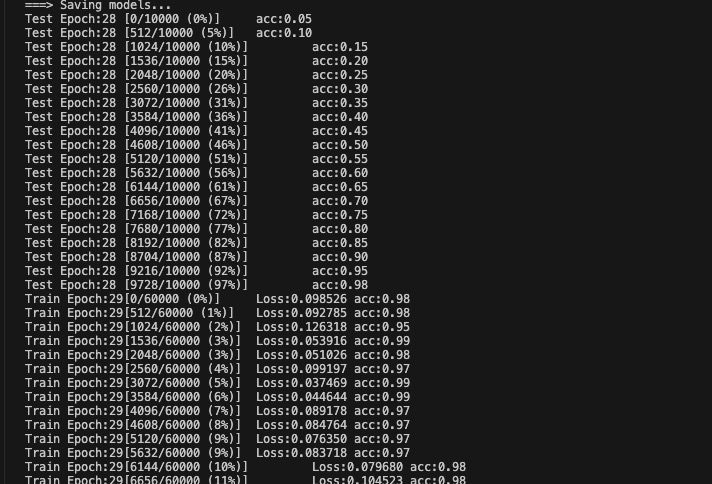 ===> Saving models...
Test Epoch:28 [0/10000 (0%)] acc:0.05
Test Epoch:28 [512/10000 (5%)] acc:0.10
Test Epoch:28 [1024/10000 (10%)] acc:0.15
Test Epoch:28 [1536/10000 (15%)] acc:0.20
Test Epoch:28 [2048/10000 (20%)] acc:0.25
Test Epoch:28 [2560/10000 (26%)] acc:0.30
Test Epoch:28 [3072/10000 (31%)] acc:0.35
Test Epoch:28 [3584/10000 (36%)] acc:0.40
Test Epoch:28 [4096/10000 (41%)] acc:0.45
Test Epoch:28 [4608/10000 (46%)] acc:0.50
Test Epoch:28 [5120/10000 (51%)] acc:0.55
Test Epoch:28 [5632/10000 (56%)] acc:0.60
Test Epoch:28 [6144/10000 (61%)] acc:0.65
Test Epoch:28 [6656/10000 (67%)] acc:0.70
Test Epoch:28 [7168/10000 (72%)] acc:0.75
Test Epoch:28 [7680/10000 (77%)] acc:0.80
Test Epoch:28 [8192/10000 (82%)] acc:0.85
Test Epoch:28 [8704/10000 (87%)] acc:0.90
Test Epoch:28 [9216/10000 (92%)] acc:0.95
Test Epoch:28 [9728/10000 (97%)] acc:0.98
Train Epoch:29[0/60000 (0%)] Loss:0.098526 acc:0.98
Train Epoch:29[512/60000 (1%)] Loss:0.092785 acc:0.98
Train Epoch:29[1024/60000 (2%)] Loss:0.126318 acc:0.95
Train Epoch:29[1536/60000 (3%)] Loss:0.053916 acc:0.99
Train Epoch:29[2048/60000 (3%)] Loss:0.051026 acc:0.98
Train Epoch:29[2560/60000 (4%)] Loss:0.099197 acc:0.97
Train Epoch:29[3072/60000 (5%)] Loss:0.037469 acc:0.99
Train Epoch:29[3584/60000 (6%)] Loss:0.044644 acc:0.99
Train Epoch:29[4096/60000 (7%)] Loss:0.089178 acc:0.97
Train Epoch:29[4608/60000 (8%)] Loss:0.084764 acc:0.97
Train Epoch:29[5120/60000 (9%)] Loss:0.076350 acc:0.97
Train Epoch:29[5632/60000 (9%)] Loss:0.083718 acc:0.97
Train Epoch:29[6144/60000 (10%)] Loss:0.079680 acc:0.98
Train Epoch:29[6656/60000 (11%)] Loss:0.104523 acc:0.98